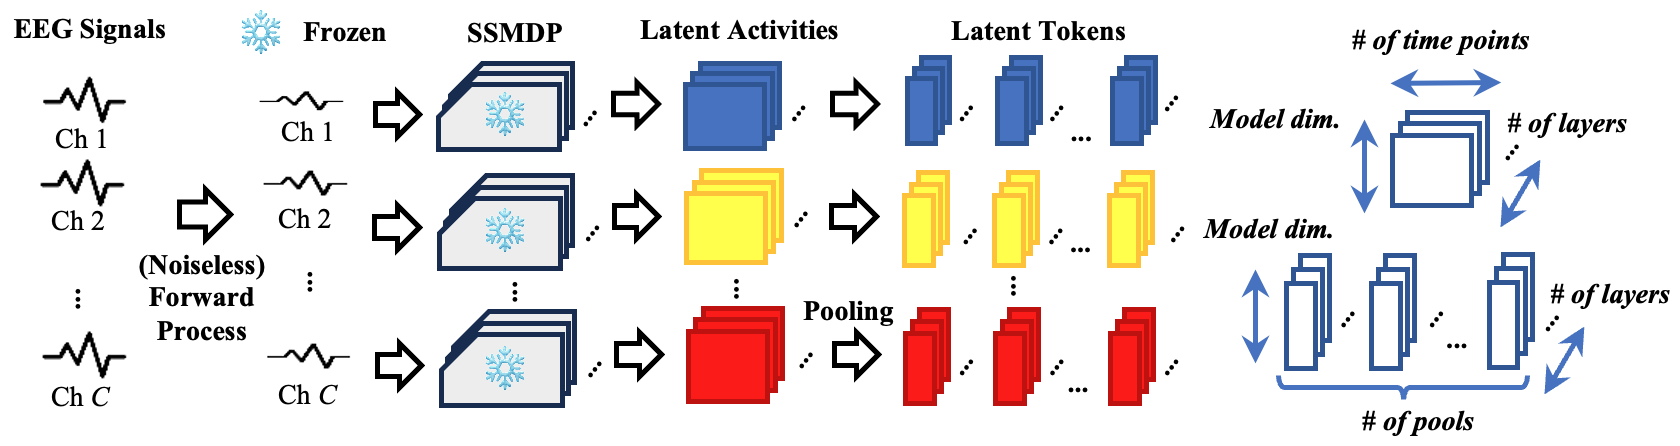 EEG Signals
Frozen
SSMDP
Latent Activities
Latent Tokens
Ch 1
Ch 2
Ch C
(Noiseless)
Forward
Process
Ch 1
Ch 2
Ch C
Pooling
...
...
...
# of time points
Model dim.
# of layers
Model dim.
# of layers
...
# of pools